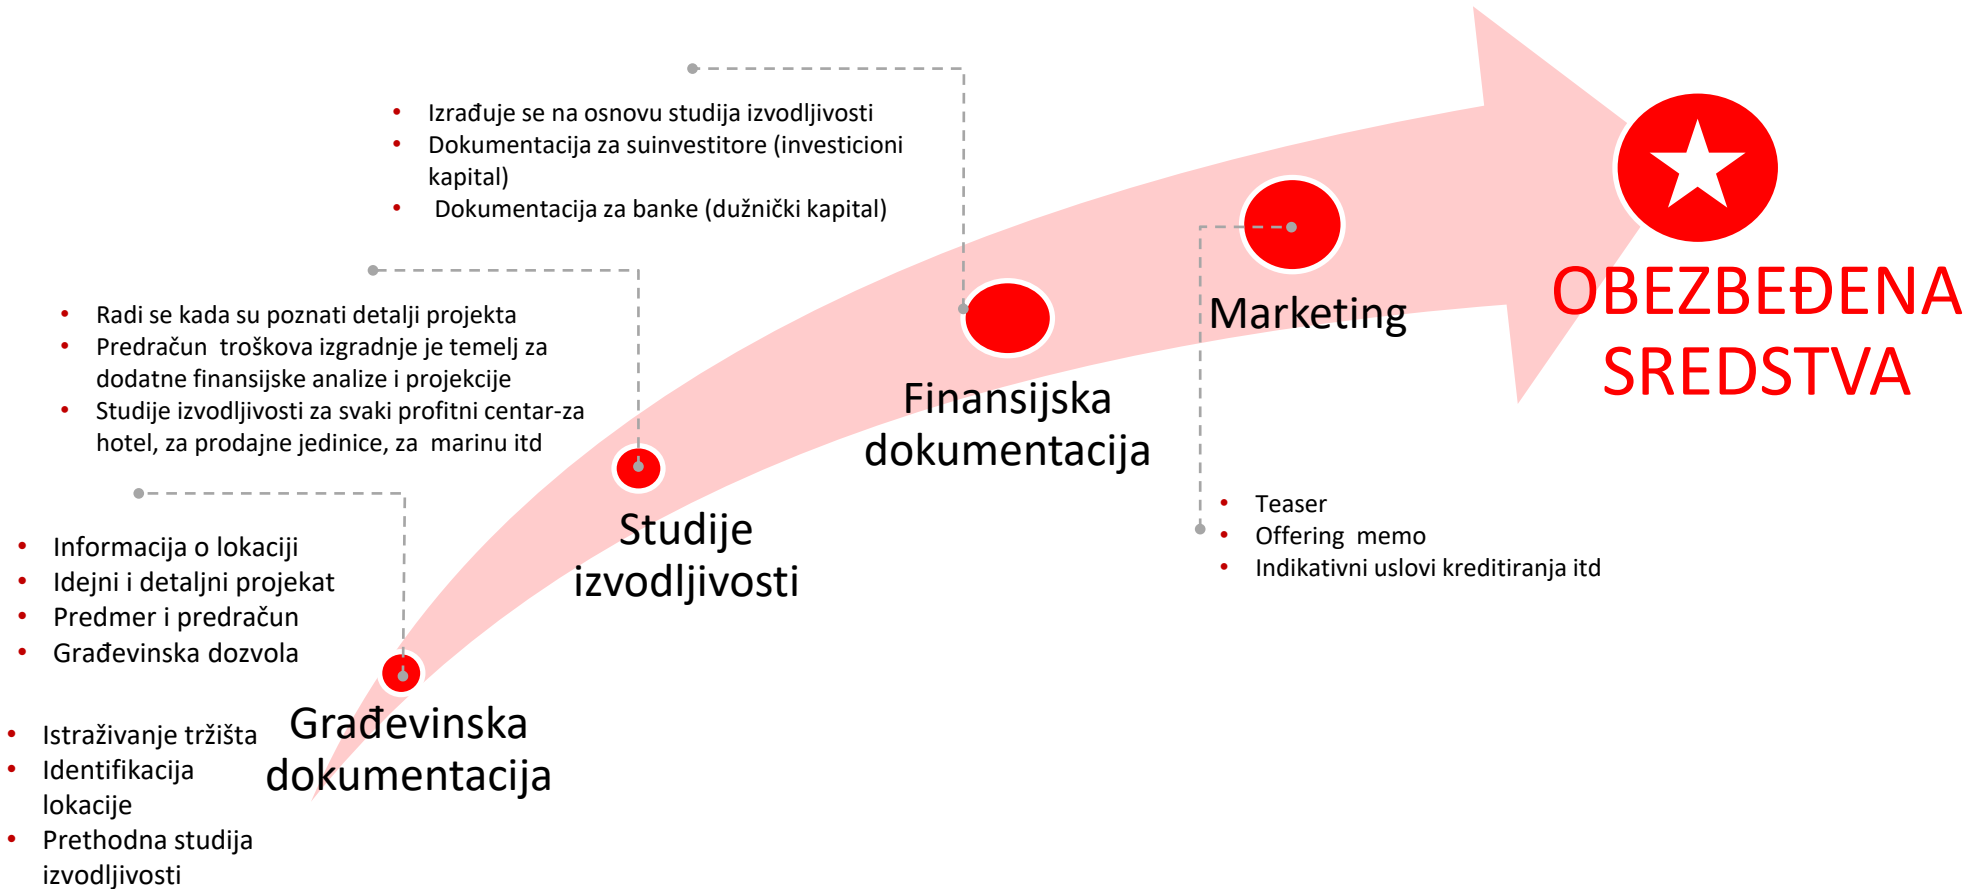 • Izrađuje se na osnovu studija izvodljivosti
• Dokumentacija za suinvestitore (investicioni
kapital)
• Dokumentacija za banke (dužnički kapital)
• Radi se kada su poznati detalji projekta
• Predračun troškova izgradnje je temelj za
dodatne finansijske analize i projekcije
• Studije izvodljivosti za svaki profitni centar-za
hotel, za prodajne jedinice, za marinu itd
• Informacija o lokaciji
• Idejni i detaljni projekat
• Predmer i predračun
• Građevinska dozvola
• Istraživanje tržišta
• Identifikacija
lokacije
• Prethodna studija
izvodljivosti
Građevinska
dokumentacija
Studije
izvodljivosti
Finansijska
dokumentacija
Marketing
• Teaser
• Offering memo
• Indikativni uslovi kreditiranja itd
OBEZBEĐENA
SREDSTVA